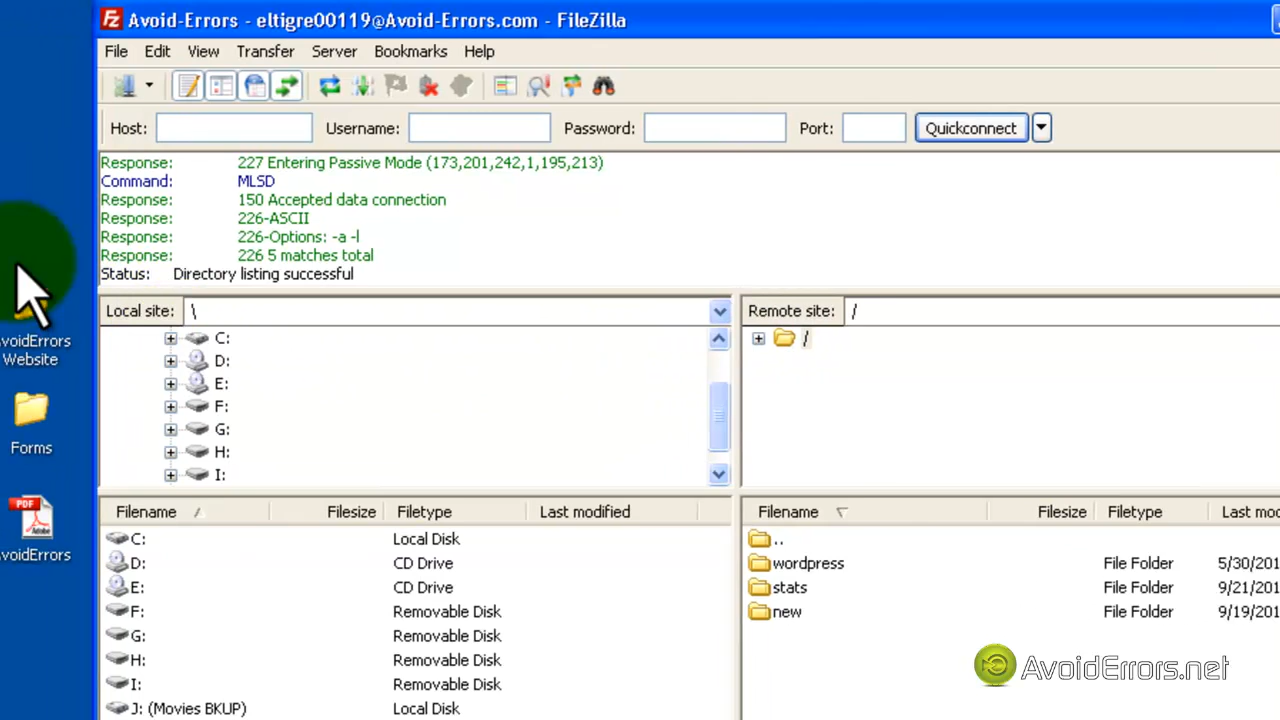 Avoid-Errors - eltigre00119@Avoid-Errors.com - FileZilla
File Edit View Transfer Server Bookmarks Help
Host: Username: Password: Port: Quickconnect
Response: 227 Entering Passive Mode (173,201,242,1,195,213)
Command: MLSD
Response: 150 Accepted data connection
Response: 226-ASCII
Response: 226-Options: -a -l
Response: 226 5 matches total
Status: Directory listing successful
Local site: \
C:
D:
E:
F:
G:
H:
I:
Remote site: /
/
Filename Filesize Filetype Last modified
C: Local Disk
D: CD Drive
E: CD Drive
F: Removable Disk
G: Removable Disk
H: Removable Disk
I: Removable Disk
J: (Movies BKUP) Local Disk
Filename Filesize Filetype Last mo
..
wordpress File Folder 5/30/201
stats File Folder 9/21/201
new File Folder 9/19/201
voidErrors
Website
Forms
PDF
Adobe
voidErrors
AvoidErrors.net